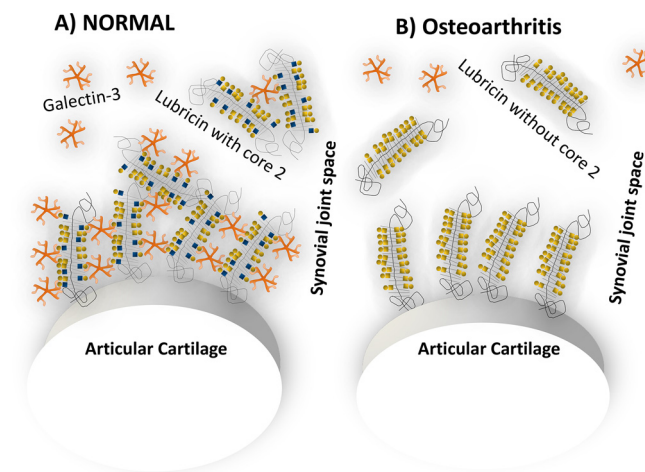 A) NORMAL
Galectin-3
Lubricin with core 2
Synovial joint space
Articular Cartilage
B) Osteoarthritis
Lubricin without core 2
Synovial joint space
Articular Cartilage